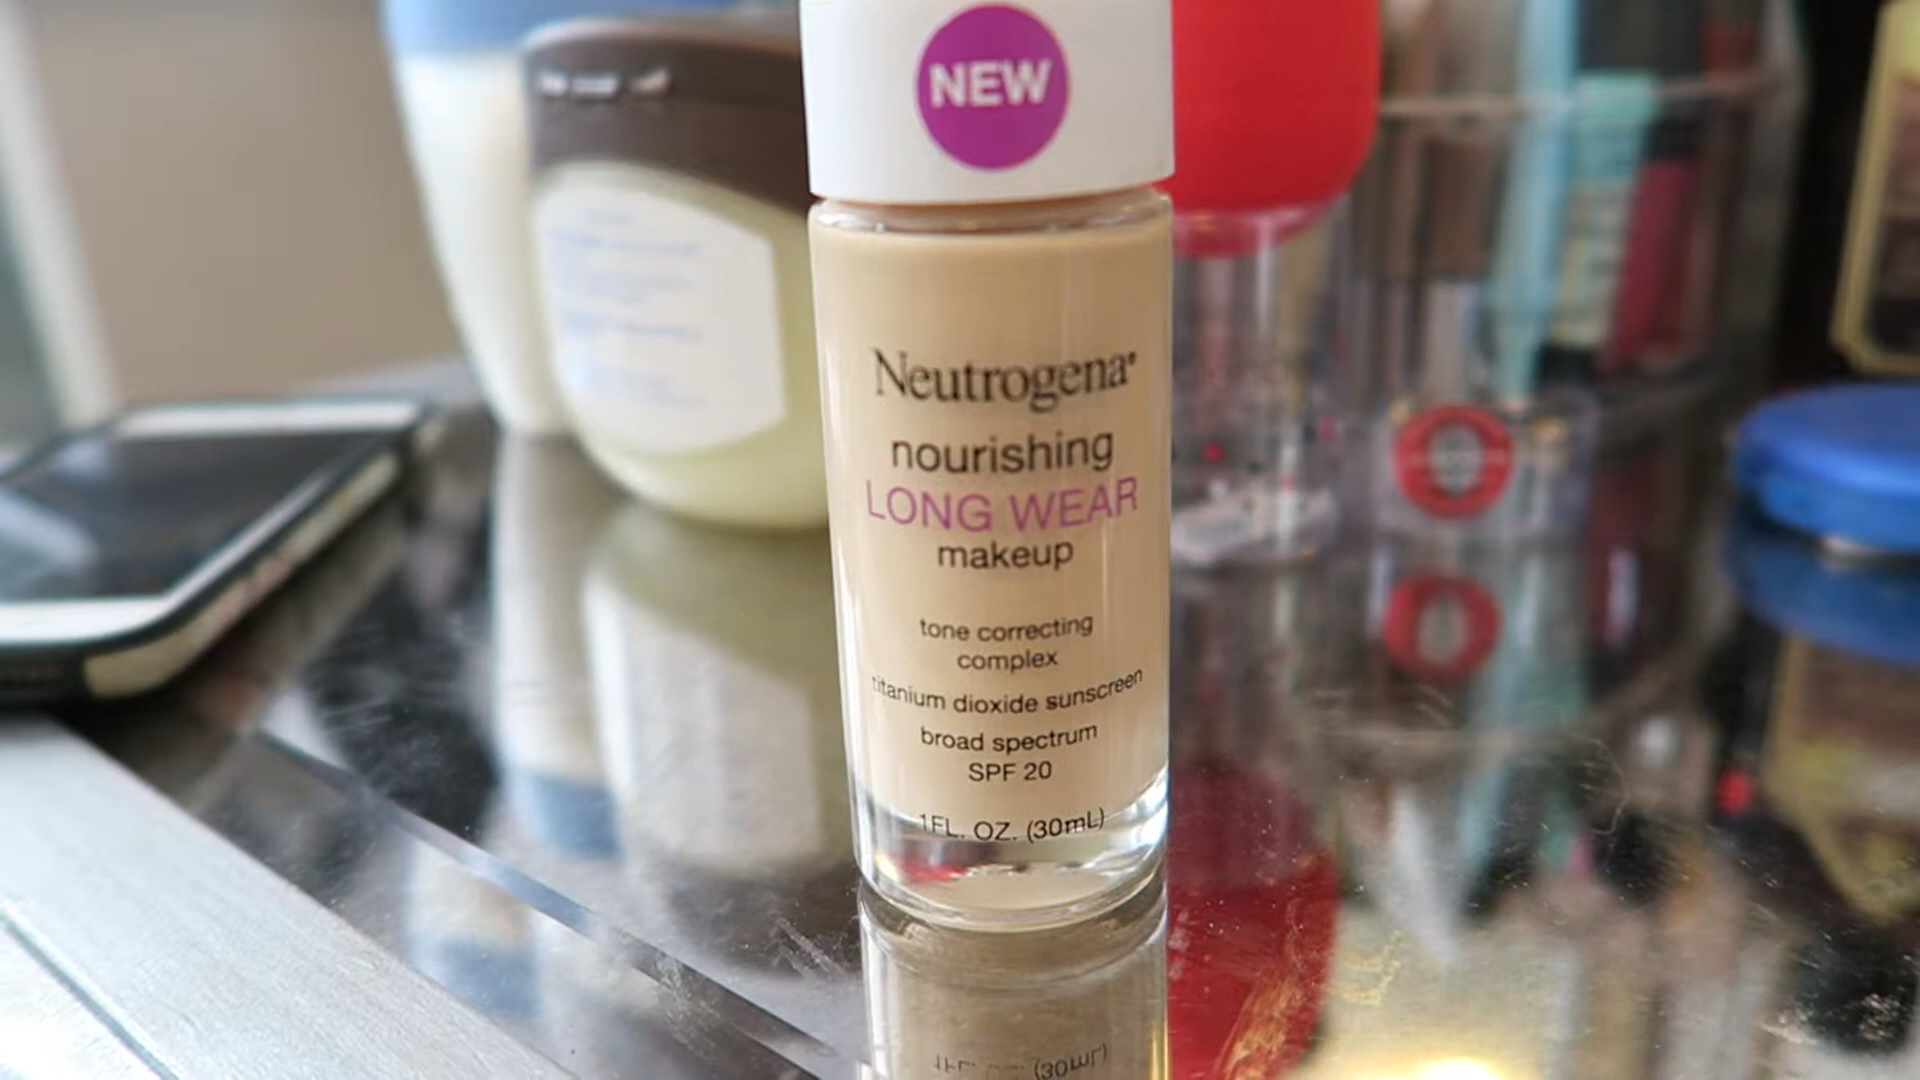 NEW
Neutrogena®
nourishing
LONG WEAR
makeup
tone correcting
complex
titanium dioxide sunscreen
broad spectrum
SPF 20
1FL. OZ. (30mL)